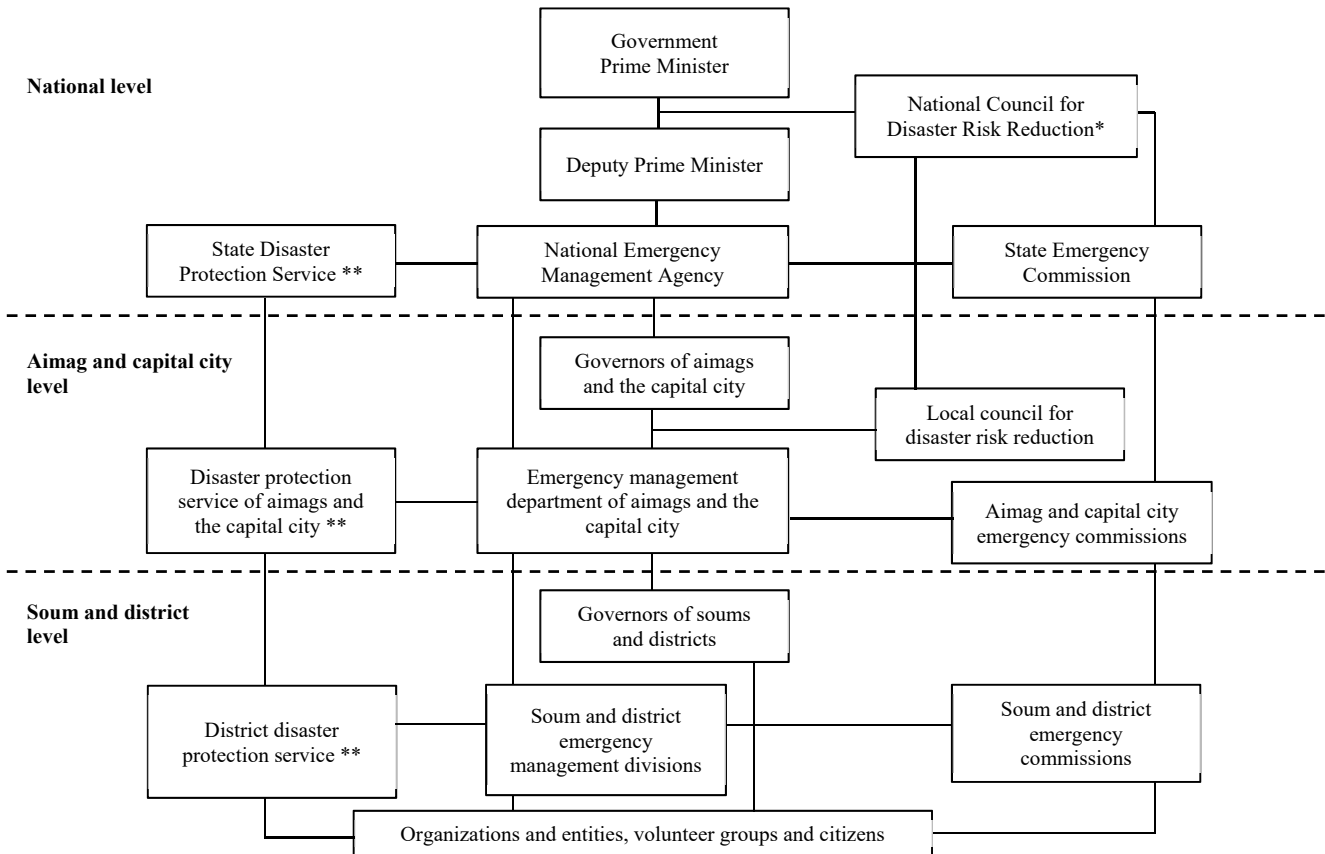 Government
Prime Minister
National level
National Council for
Disaster Risk Reduction*
Deputy Prime Minister
State Disaster
Protection Service **
National Emergency
Management Agency
State Emergency
Commission
Aimag and capital city
level
Governors of aimags
and the capital city
Local council for
disaster risk reduction
Disaster protection
service of aimags and
the capital city **
Emergency management
department of aimags and the
capital city
Aimag and capital city
emergency commissions
Soum and district
level
Governors of soums
and districts
District disaster
protection service **
Soum and district
emergency
management divisions
Soum and district
emergency
commissions
Organizations and entities, volunteer groups and citizens